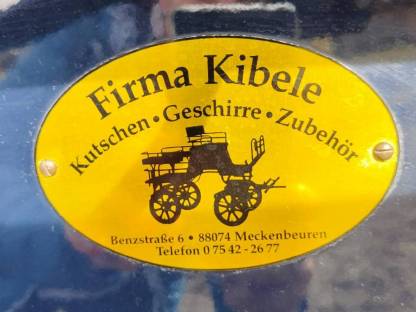 Firma Kibele
Kutschen • Geschirre • Zubehör
Benzstraße 6 • 88074 Meckenbeuren
Telefon 0 75 42 - 26 77